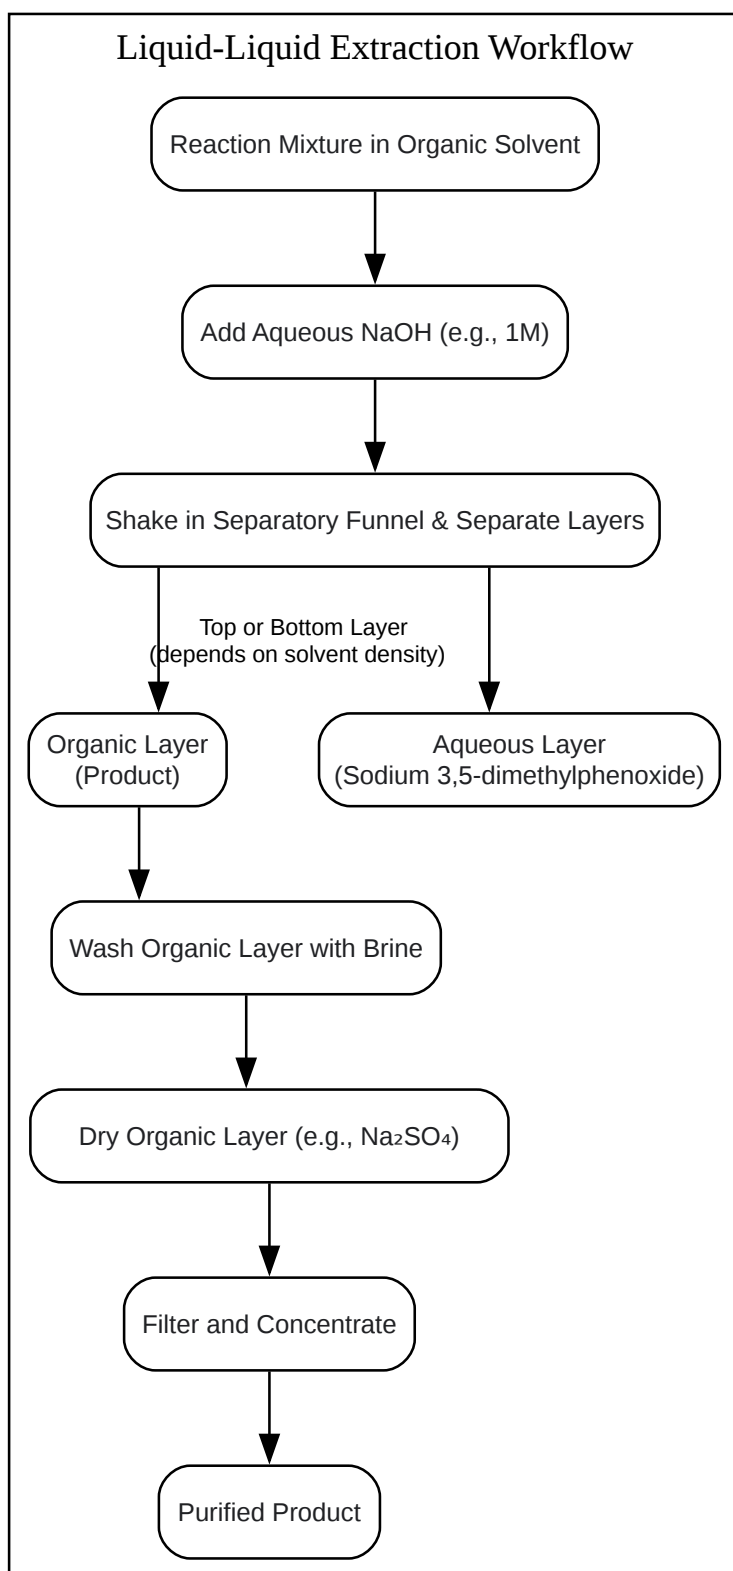 Liquid-Liquid Extraction Workflow
Reaction Mixture in Organic Solvent
Add Aqueous NaOH (e.g., 1M)
Shake in Separatory Funnel & Separate Layers
Top or Bottom Layer
(depends on solvent density)
Organic Layer
(Product)
Aqueous Layer
(Sodium 3,5-dimethylphenoxide)
Wash Organic Layer with Brine
Dry Organic Layer (e.g., Na₂SO₄)
Filter and Concentrate
Purified Product